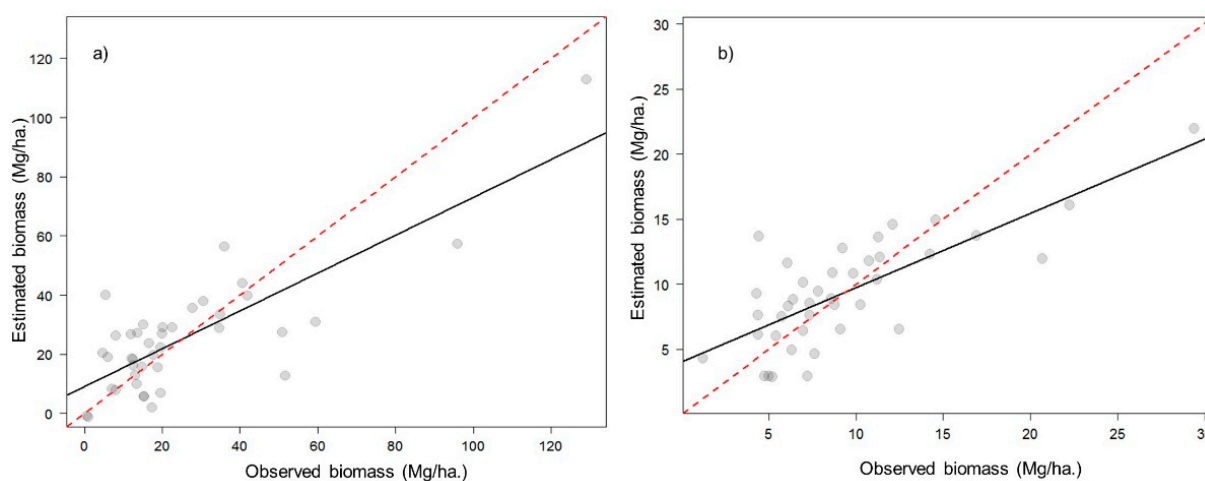 a)
Estimated biomass (Mg/ha.)
120
100
80
60
40
20
0
0 20 40 60 80 100 120
Observed biomass (Mg/ha.)
b)
Estimated biomass (Mg/ha.)
30
25
20
15
10
5
5 10 15 20 25 30
Observed biomass (Mg/ha.)